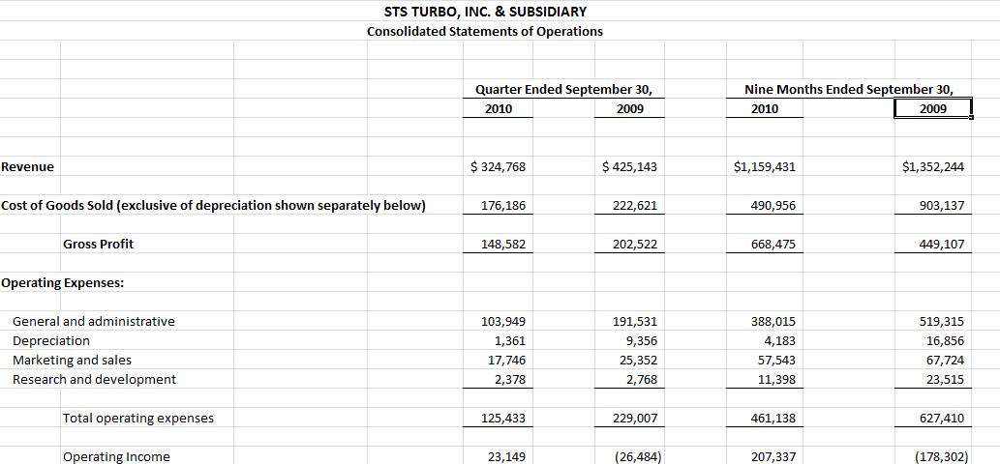 STS TURBO, INC. & SUBSIDIARY
Consolidated Statements of Operations
Quarter Ended September 30, Nine Months Ended September 30,
2010 2009 2010 2009
Revenue $ 324,768 $ 425,143 $1,159,431 $1,352,244
Cost of Goods Sold (exclusive of depreciation shown separately below) 176,186 222,621 490,956 903,137
Gross Profit 148,582 202,522 668,475 449,107
Operating Expenses:
General and administrative 103,949 191,531 388,015 519,315
Depreciation 1,361 9,356 4,183 16,856
Marketing and sales 17,746 25,352 57,543 67,724
Research and development 2,378 2,768 11,398 23,515
Total operating expenses 125,433 229,007 461,138 627,410
Operating Income 23,149 (26,484) 207,337 (178,302)